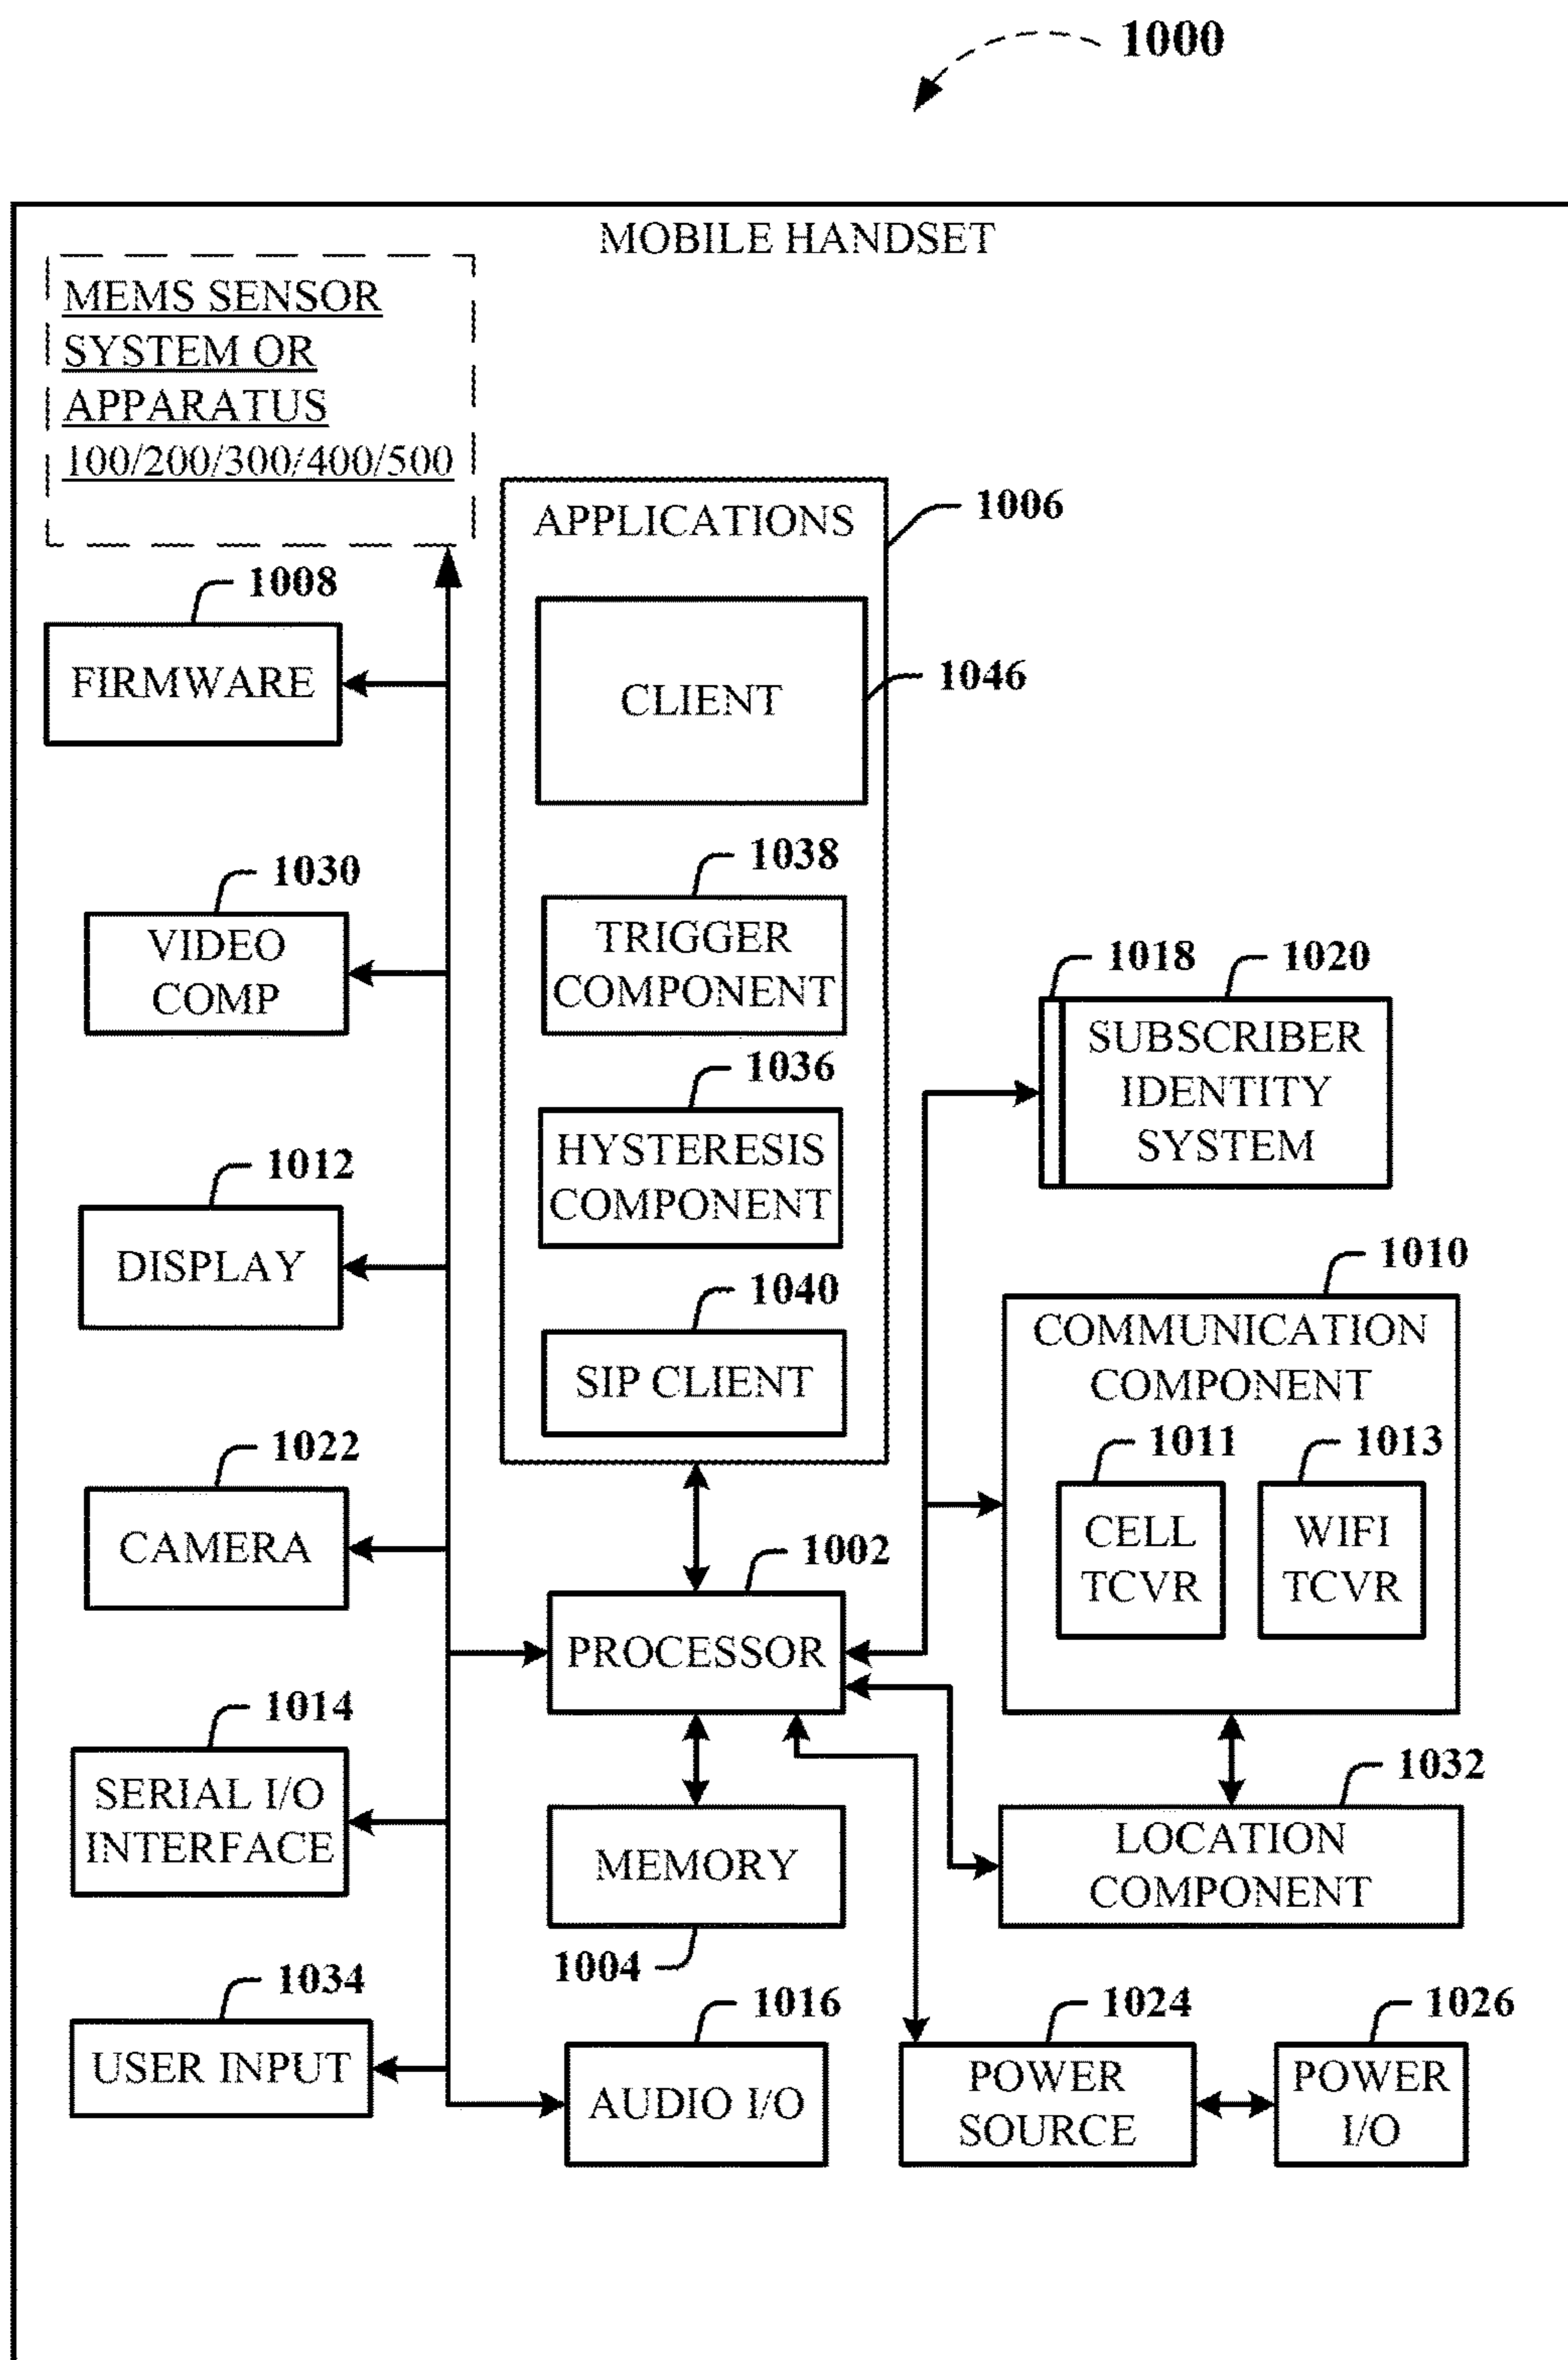 1000
MOBILE HANDSET
MEMS SENSOR
SYSTEM OR
APPARATUS
100/200/300/400/500
1006
APPLICATIONS
1008
FIRMWARE
1046
CLIENT
1030
VIDEO
COMP
1038
TRIGGER
COMPONENT
1018
1020
SUBSCRIBER
IDENTITY
SYSTEM
1036
HYSTERESIS
COMPONENT
1012
DISPLAY
1040
SIP CLIENT
1010
COMMUNICATION
COMPONENT
1011
CELL
TCVR
1013
WIFI
TCVR
1022
CAMERA
1002
PROCESSOR
1014
SERIAL I/O
INTERFACE
MEMORY
1004
1032
LOCATION
COMPONENT
1034
USER INPUT
1016
AUDIO I/O
1024
POWER
SOURCE
1026
POWER
I/O